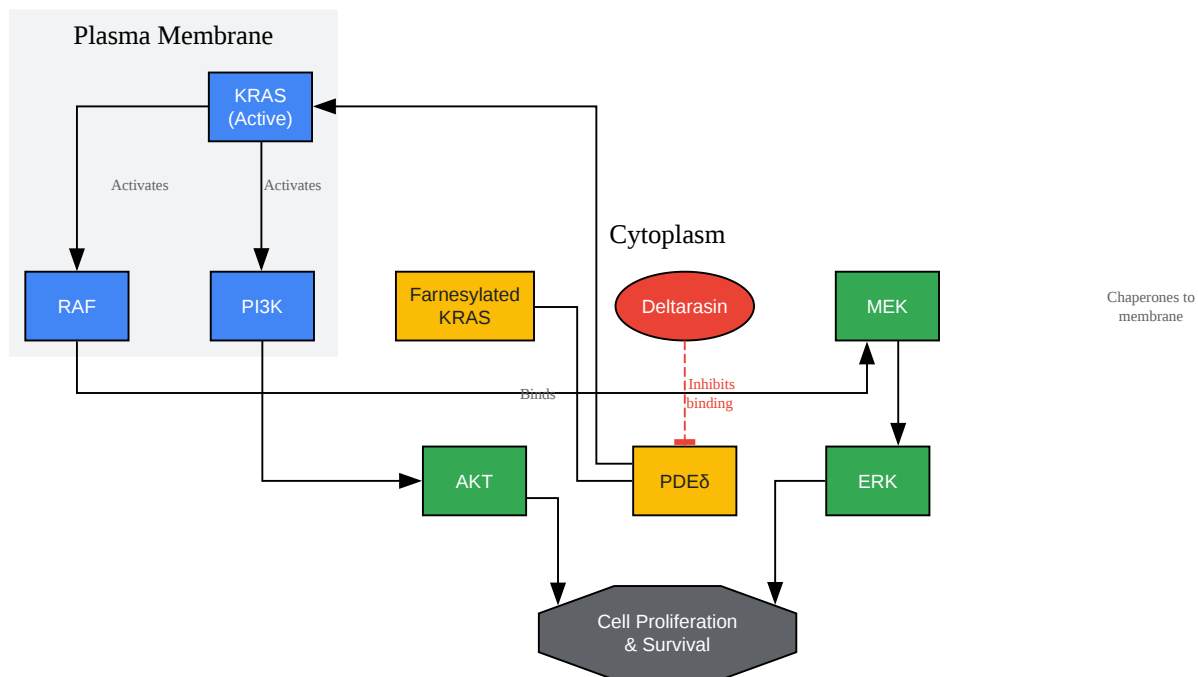 Plasma Membrane
KRAS
(Active)
Activates
Activates
Cytoplasm
RAF
PI3K
Farnesylated
KRAS
Deltarasin
MEK
Chaperones to
membrane
Binds
Inhibits
binding
AKT
PDEδ
ERK
Cell Proliferation
& Survival